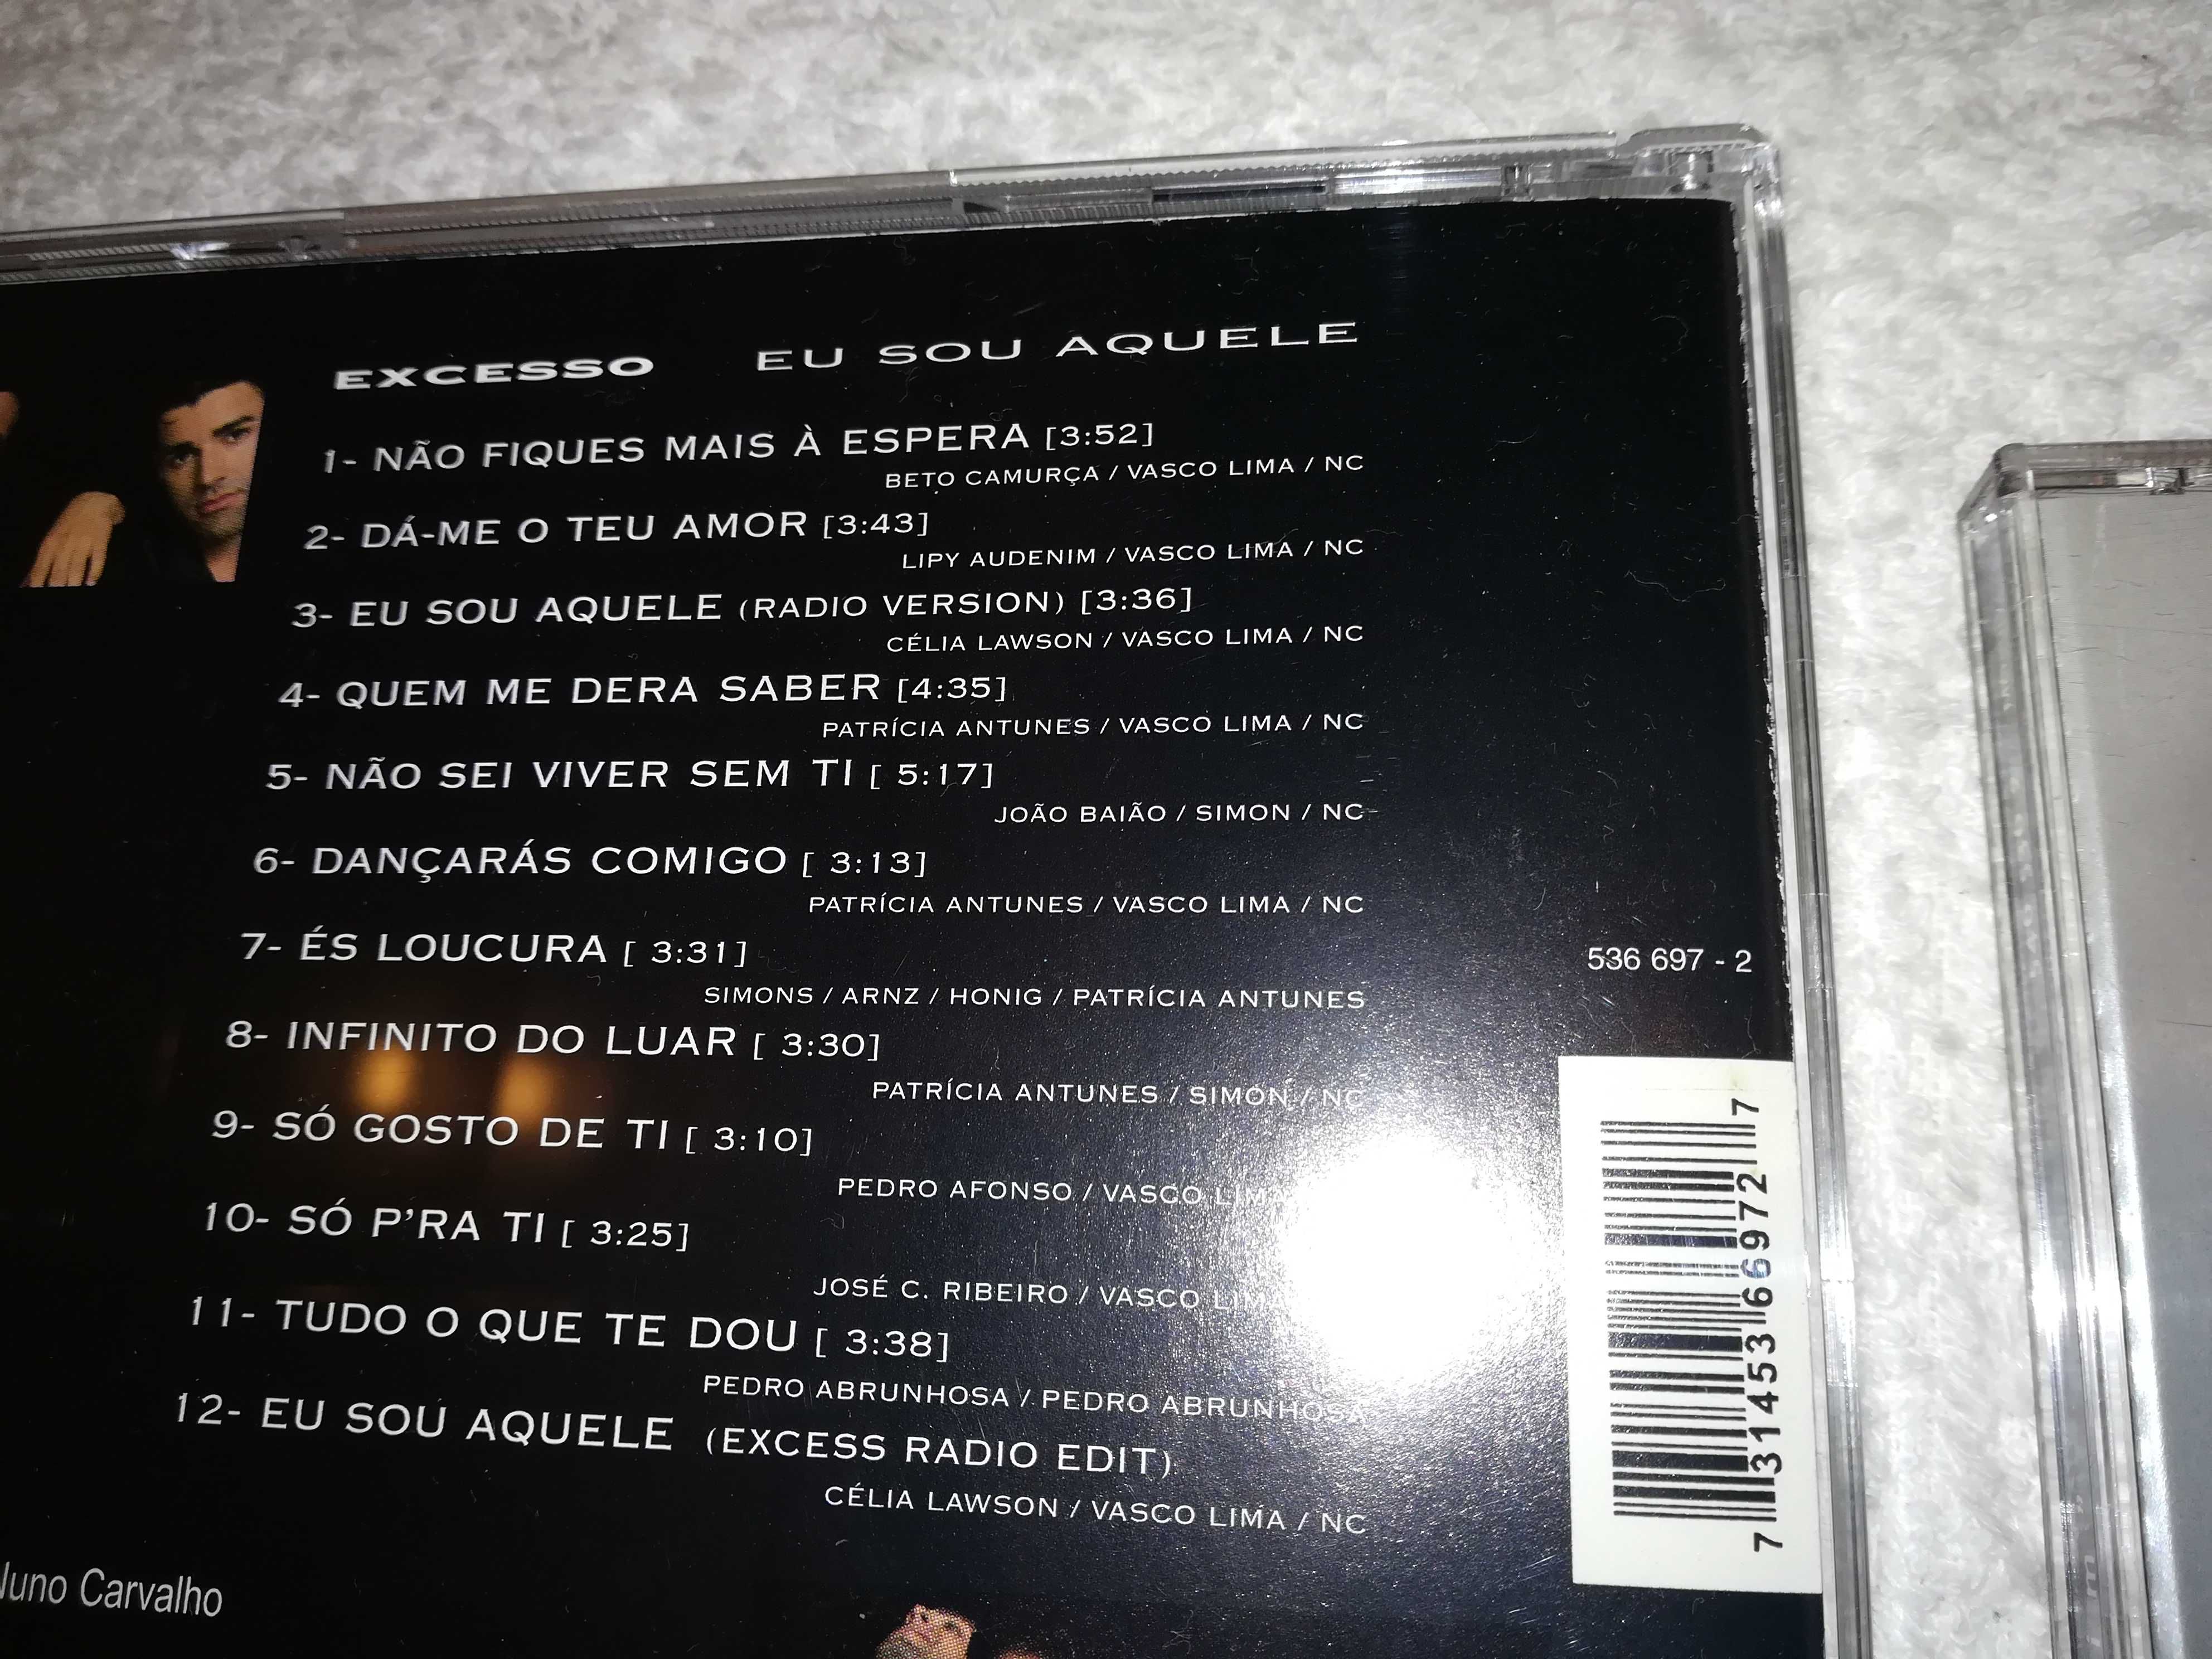 EXCESSO EU SOU AQUELE
1- NÃO FIQUES MAIS À ESPERA [3:52]
BETO CAMURÇA / VASCO LIMA / NC
2- DÁ-ME O TEU AMOR [3:43]
LIPY AUDENIM / VASCO LIMA / NC
3- EU SOU AQUELE (RADIO VERSION) [3:36]
CÉLIA LAWSON / VASCO LIMA / NC
4- QUEM ME DERA SABER [4:35]
PATRÍCIA ANTUNES / VASCO LIMA / NC
5- NÃO SEI VIVER SEM TI [ 5:17]
JOÃO BAIÃO / SIMON / NC
6- DANÇARÁS COMIGO [ 3:13]
PATRÍCIA ANTUNES / VASCO LIMA / NC
7- ÉS LOUCURA [ 3:31]
SIMONS / ARNZ / HONIG / PATRÍCIA ANTUNES
8- INFINITO DO LUAR [ 3:30]
PATRÍCIA ANTUNES / SIMON / NC
9- SÓ GOSTO DE TI [ 3:10]
PEDRO AFONSO / VASCO LIMA
10- SÓ P'RA TI [ 3:25]
JOSÉ C. RIBEIRO / VASCO LIMA
11- TUDO O QUE TE DOU [ 3:38]
PEDRO ABRUNHOSA / PEDRO ABRUNHOSA
12- EU SOU AQUELE (EXCESS RADIO EDIT)
CÉLIA LAWSON / VASCO LIMA / NC
536 697 - 2
7 31453 66972 7
Carvalho